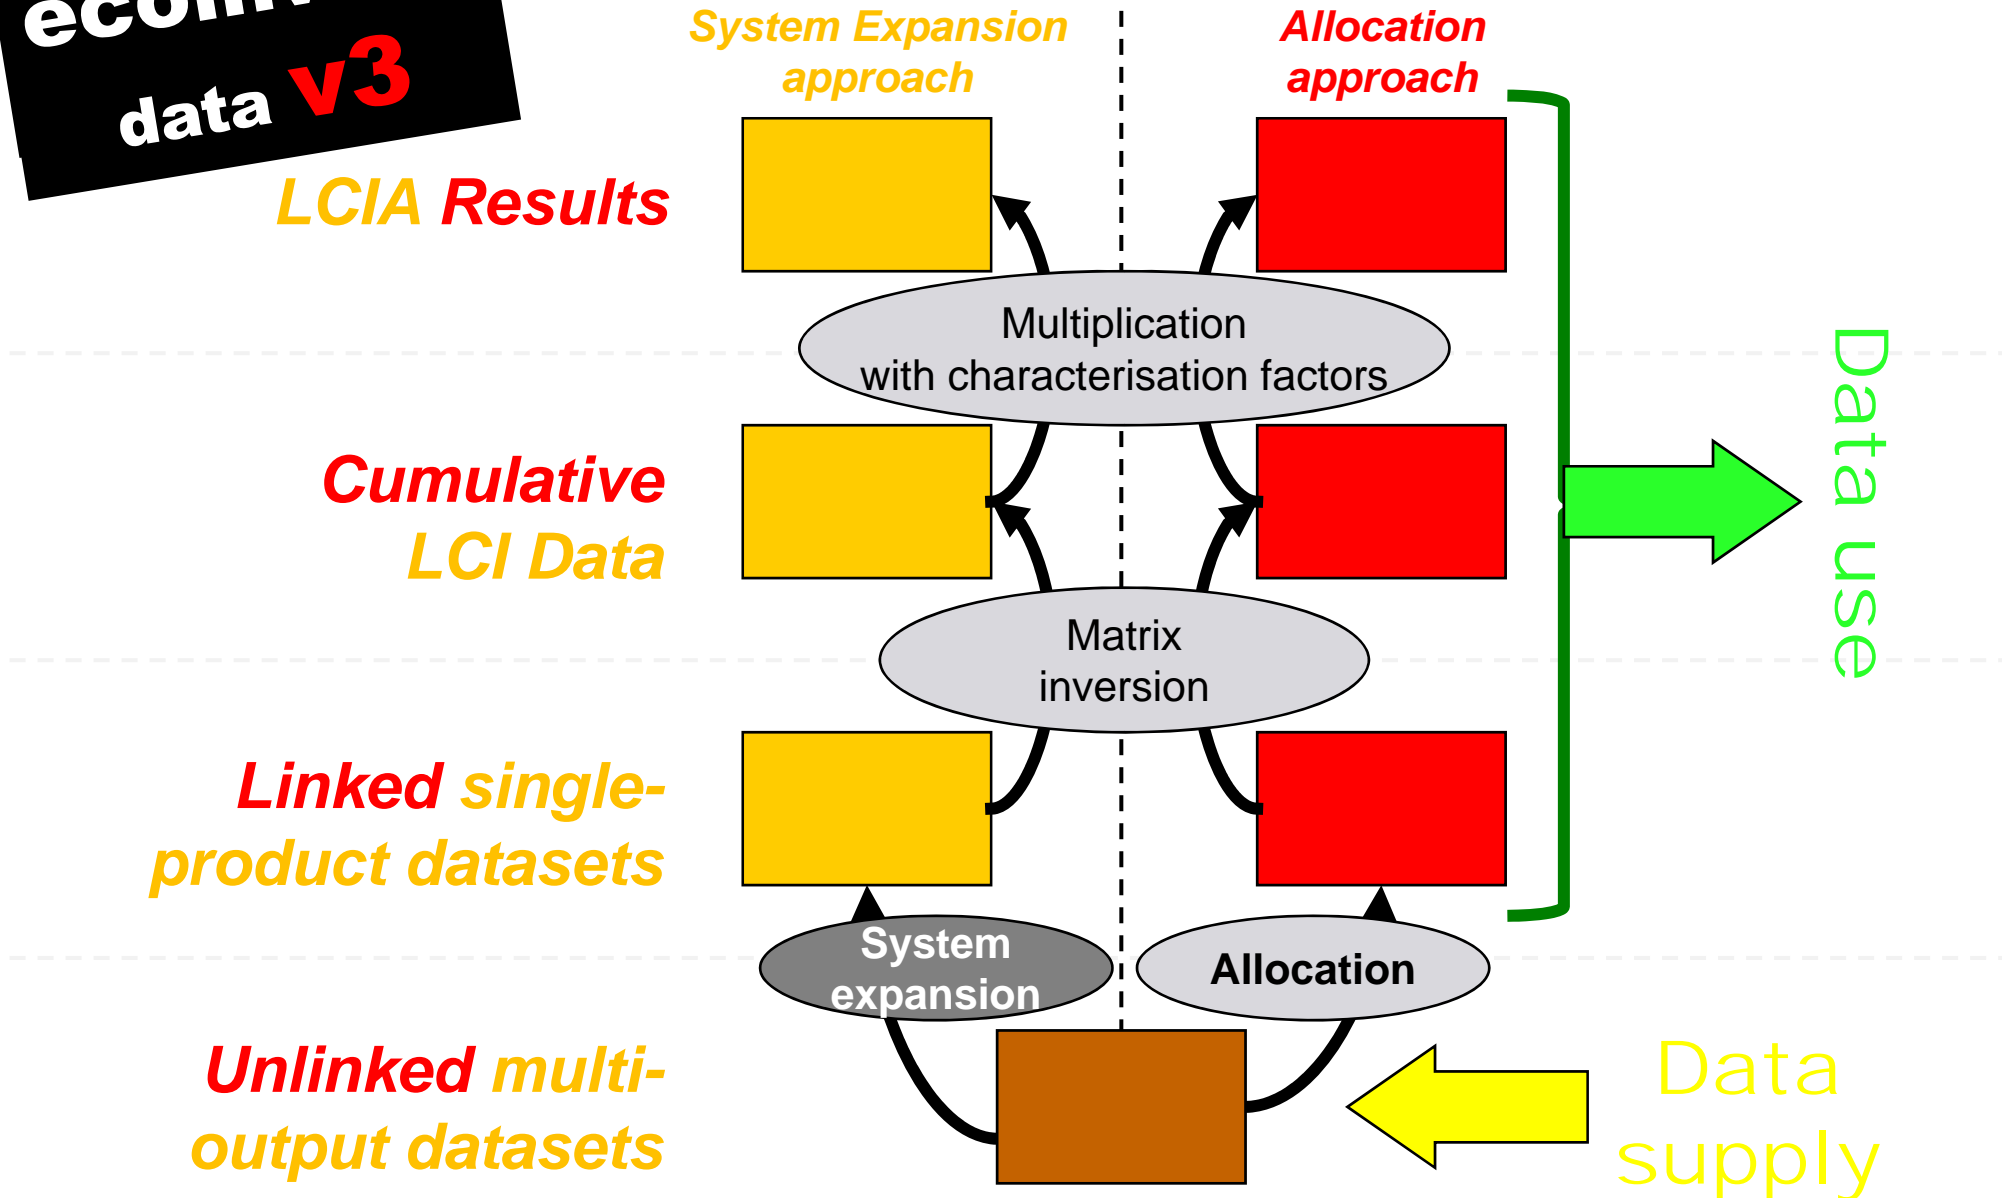 data v3
System Expansion
approach
Allocation
approach
LCIA Results
Multiplication
with characterisation factors
Cumulative
LCI Data
Matrix
inversion
Linked single-
product datasets
System
expansion
Allocation
Unlinked multi-
output datasets
Data use
Data
supply